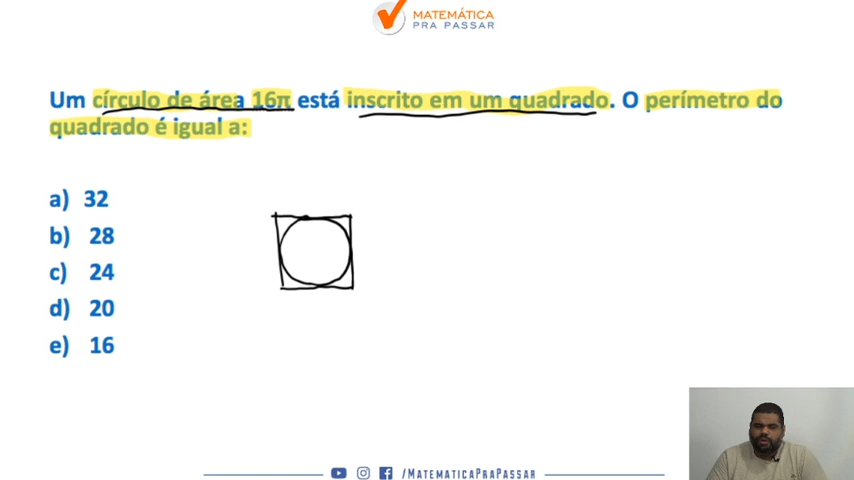 MATEMÁTICA
PRA PASSAR
Um círculo de área 16π está inscrito em um quadrado. O perímetro do
quadrado é igual a:
a) 32
b) 28
c) 24
d) 20
e) 16
/MATEMATICAPRAPASSAR